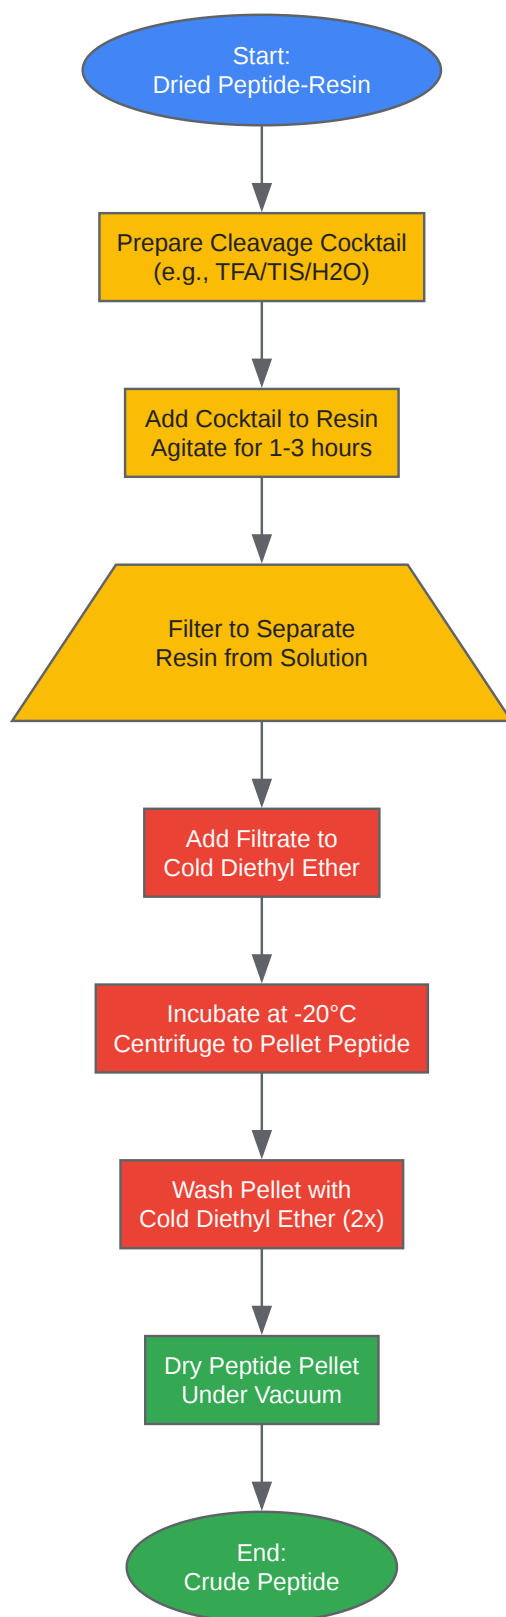 Start:
Dried Peptide-Resin
Prepare Cleavage Cocktail
(e.g., TFA/TIS/H2O)
Add Cocktail to Resin
Agitate for 1-3 hours
Filter to Separate
Resin from Solution
Add Filtrate to
Cold Diethyl Ether
Incubate at -20°C
Centrifuge to Pellet Peptide
Wash Pellet with
Cold Diethyl Ether (2x)
Dry Peptide Pellet
Under Vacuum
End:
Crude Peptide